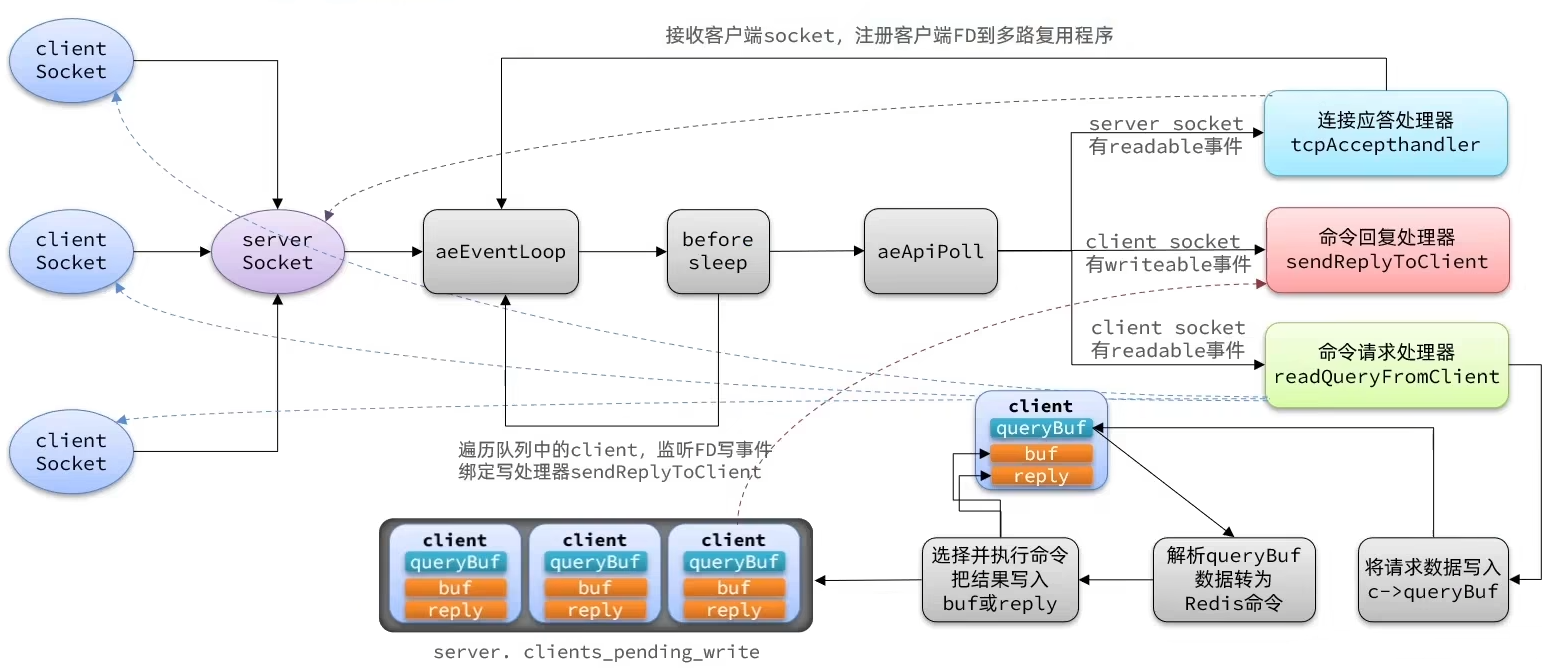 接收客户端socket，注册客户端FD到多路复用程序
client
Socket
client
Socket
client
Socket
server
Socket
aeEventLoop
before
sleep
aeApiPoll
server socket
有readable事件
连接应答处理器
tcpAccepthandler
client socket
有writeable事件
命令回复处理器
sendReplyToClient
client socket
有readable事件
命令请求处理器
readQueryFromClient
遍历队列中的client，监听FD写事件
绑定写处理器sendReplyToClient
client
queryBuf
buf
reply
client
queryBuf
buf
reply
client
queryBuf
buf
reply
client
queryBuf
buf
reply
server. clients_pending_write
选择并执行命令
把结果写入
buf或reply
解析queryBuf
数据转为
Redis命令
将请求数据写入
c->queryBuf